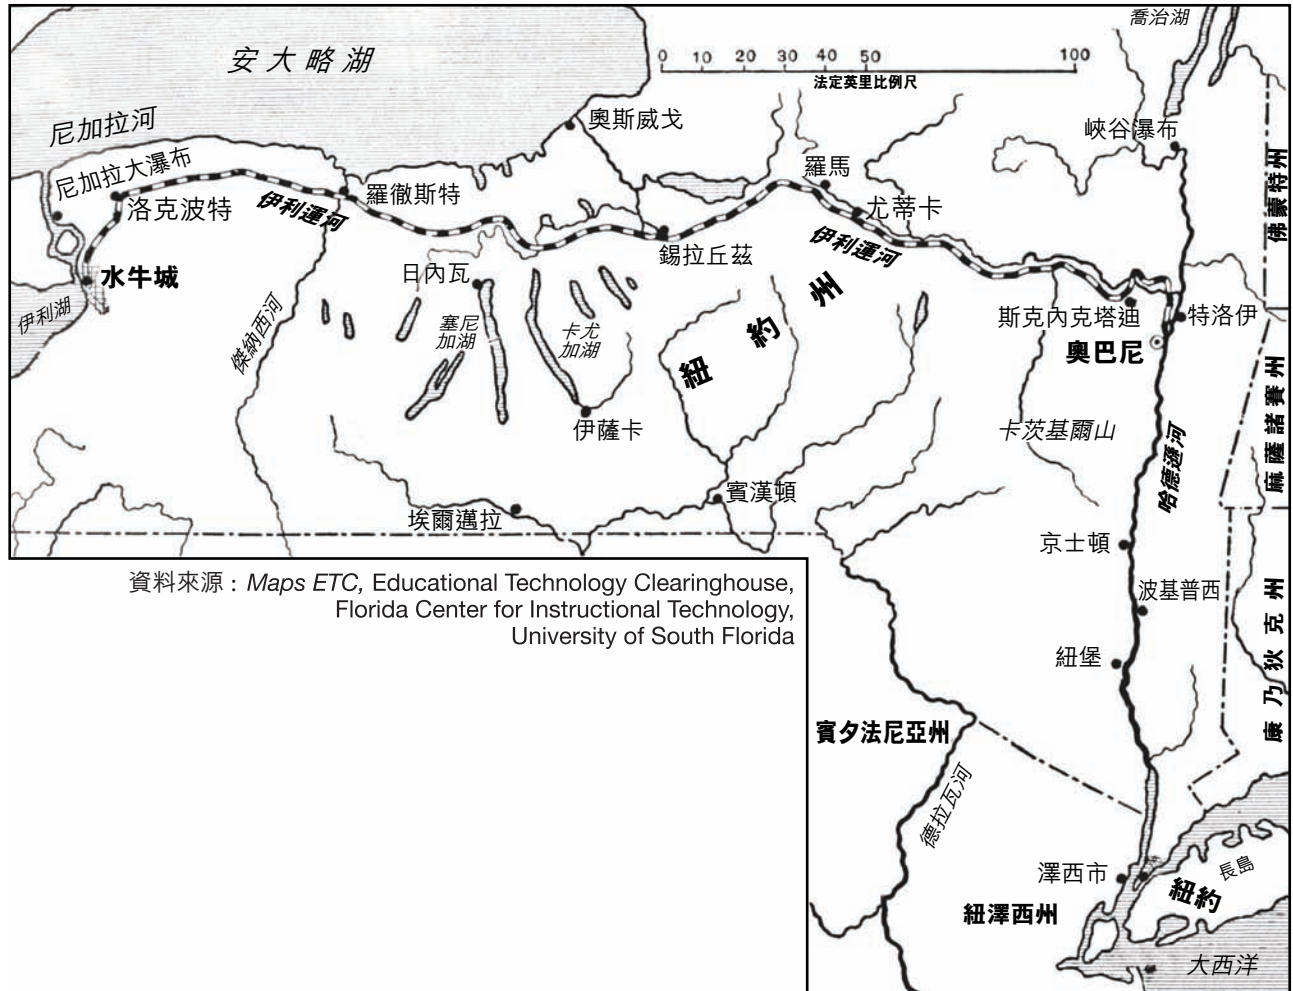 喬治湖
安大略湖
0 10 20 30 40 50 100
法定英里比例尺
尼加拉河
奧斯威戈
峽谷瀑布
尼加拉大瀑布
羅馬
佛蒙特州
洛克波特
伊利運河
羅徹斯特
尤蒂卡
伊利運河
錫拉丘茲
水牛城
日內瓦
伊利湖
傑納西河
塞尼
加湖
卡尤
加湖
紐約州
斯克內克塔迪
特洛伊
奧巴尼
麻薩諸賽州
伊薩卡
卡茨基爾山
哈德遜河
賓漢頓
埃爾邁拉
京士頓
資料來源：Maps ETC, Educational Technology Clearinghouse,
Florida Center for Instructional Technology,
University of South Florida
波基普西
康乃狄克州
紐堡
賓夕法尼亞州
德拉瓦河
澤西市
長島
紐約
紐澤西州
大西洋